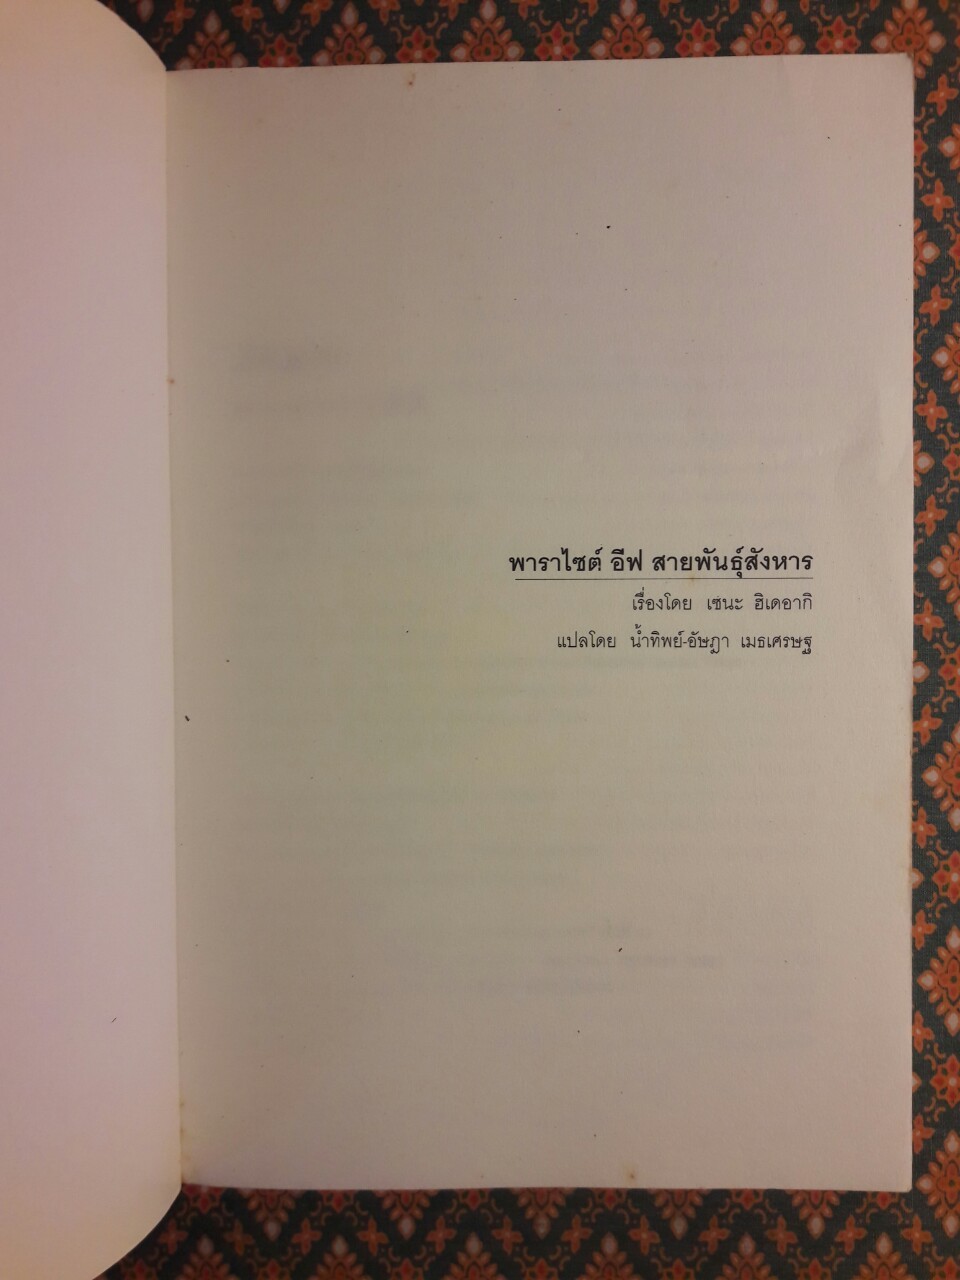 พาราไซต์ อีฟ สายพันธุ์สังหาร
เรื่องโดย เซนะ ฮิเดอากิ
แปลโดย น้ำทิพย์-อัษฎา เมธเศรษฐ